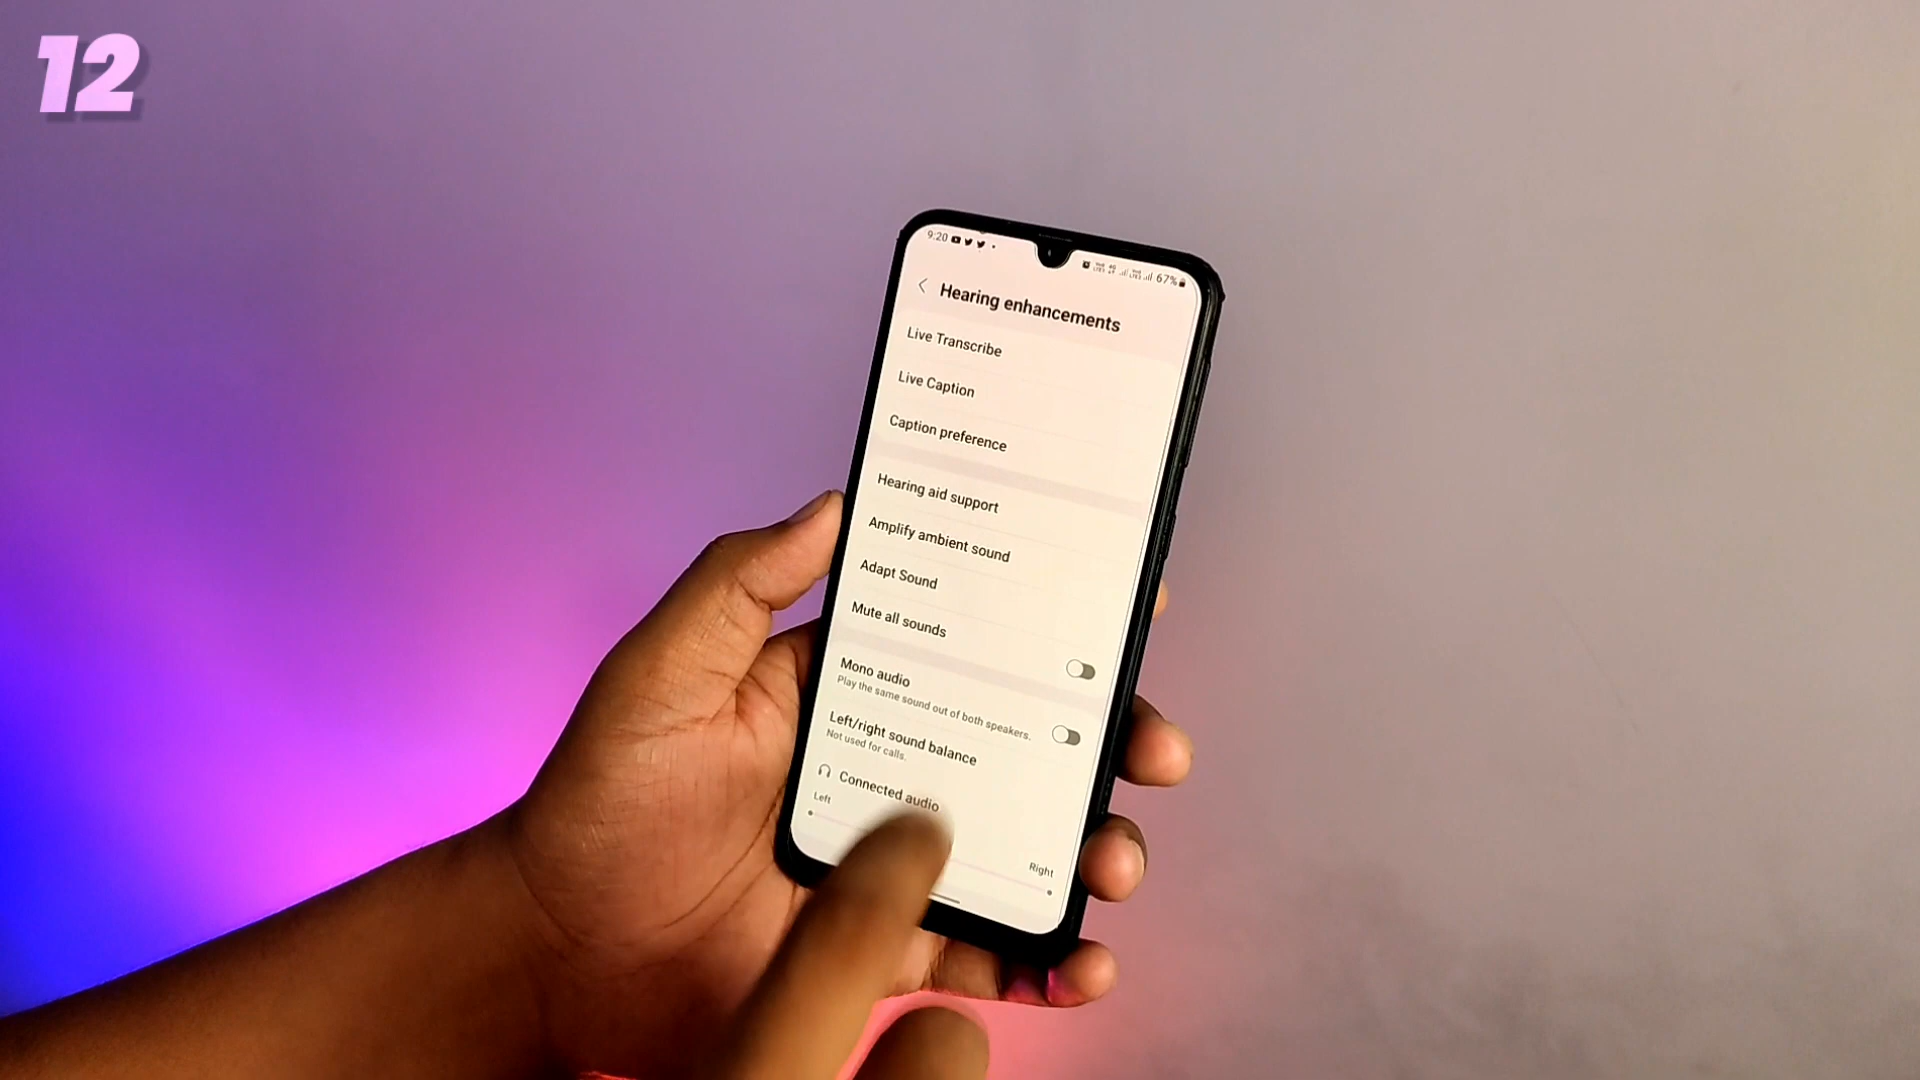 12
9:20
67%
Hearing enhancements
Live Transcribe
Live Caption
Caption preference
Hearing aid support
Amplify ambient sound
Adapt Sound
Mute all sounds
Mono audio
Play the same sound out of both speakers.
Left/right sound balance
Not used for calls.
Connected audio
Left
Right